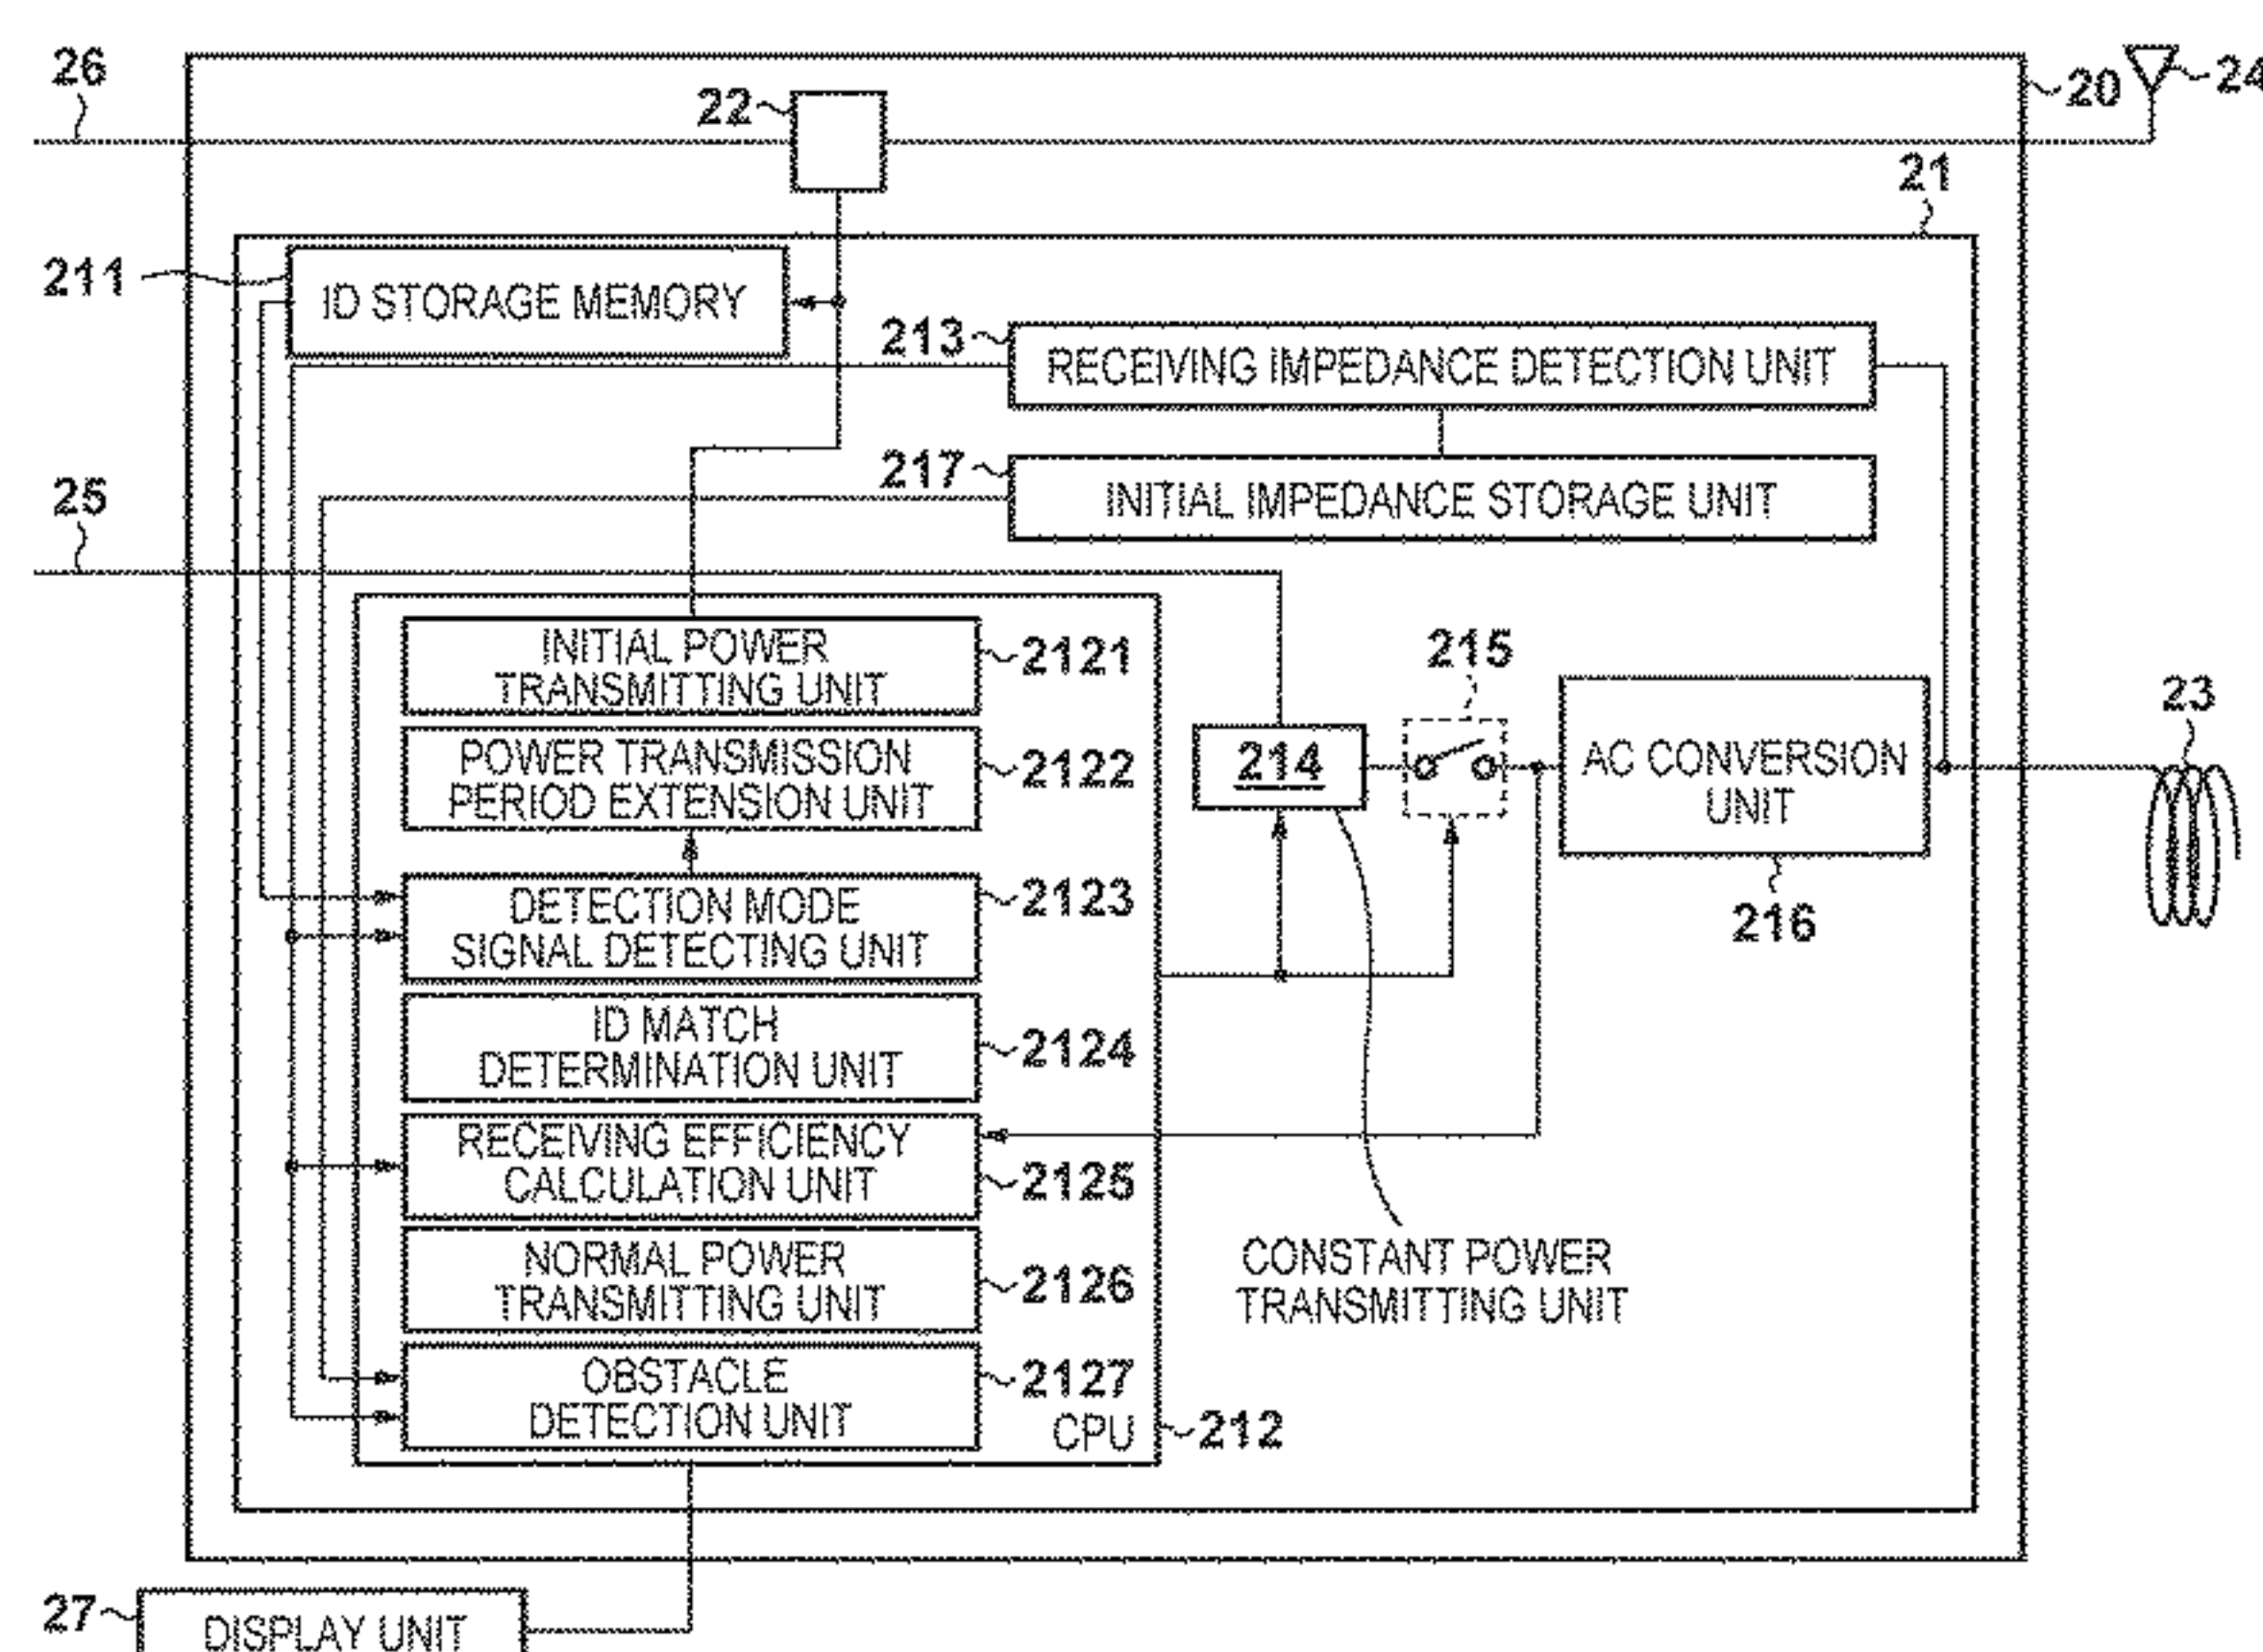 26
22
20
24
21
211
ID STORAGE MEMORY
213
RECEIVING IMPEDANCE DETECTION UNIT
217
INITIAL IMPEDANCE STORAGE UNIT
25
INITIAL POWER
TRANSMITTING UNIT
2121
POWER TRANSMISSION
PERIOD EXTENSION UNIT
2122
DETECTION MODE
SIGNAL DETECTING UNIT
2123
ID MATCH
DETERMINATION UNIT
2124
RECEIVING EFFICIENCY
CALCULATION UNIT
2125
NORMAL POWER
TRANSMITTING UNIT
2126
OBSTACLE
DETECTION UNIT
2127
CPU
212
214
215
AC CONVERSION
UNIT
216
23
CONSTANT POWER
TRANSMITTING UNIT
27
DISPLAY UNIT